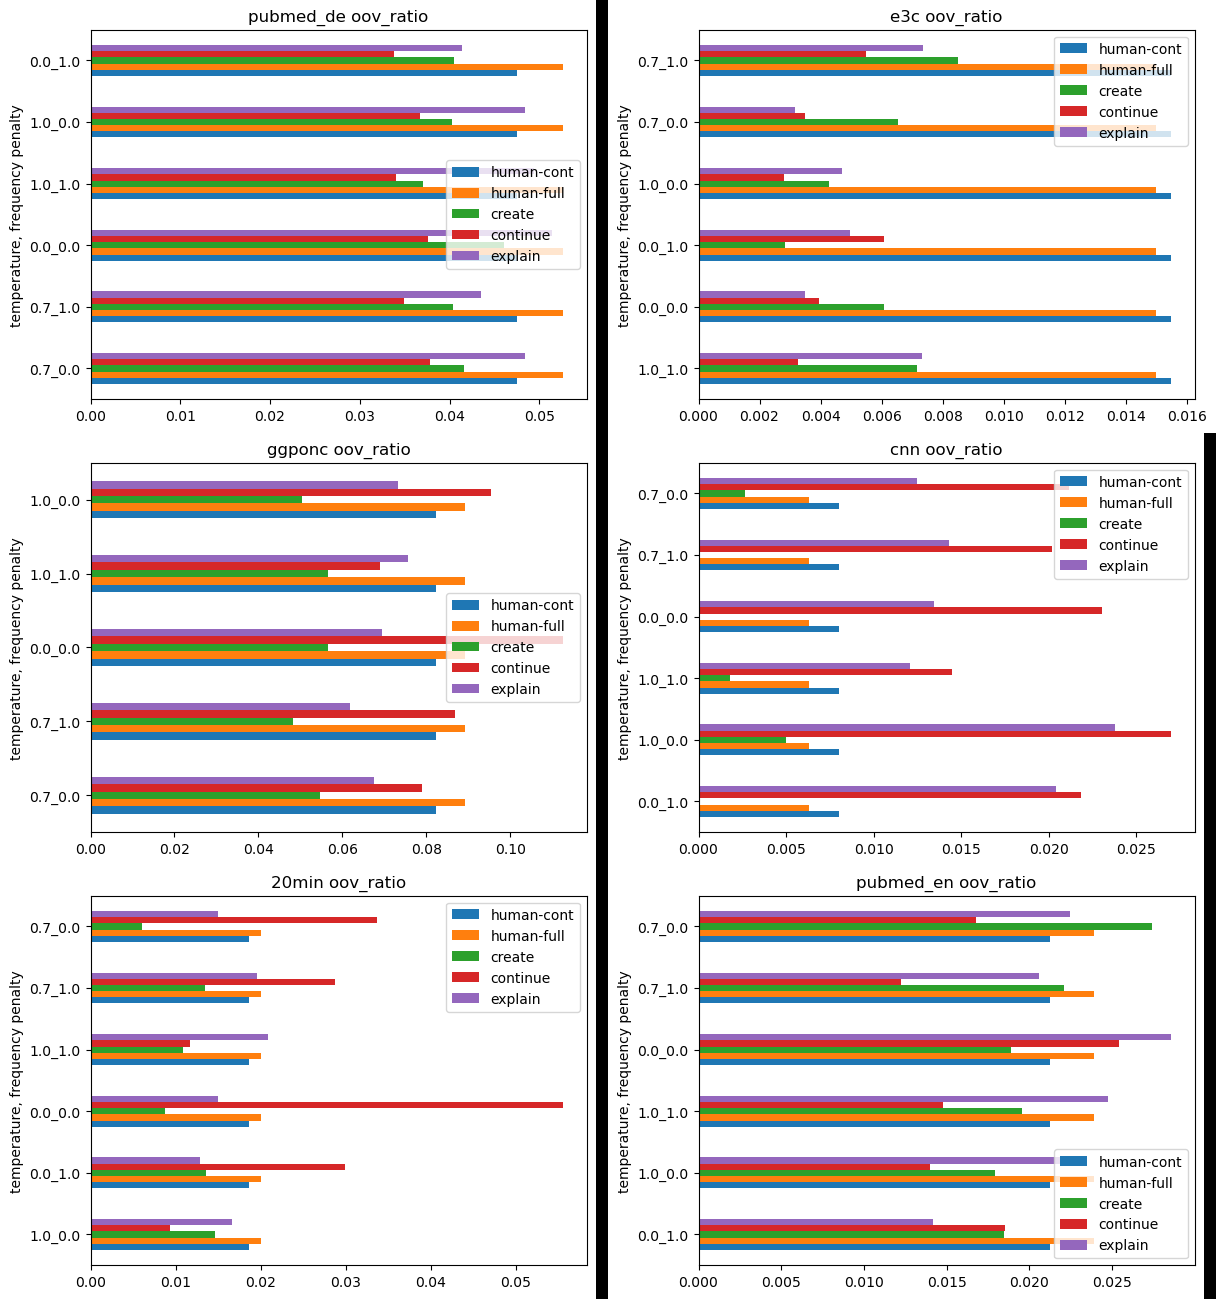 pubmed_de oov_ratio
temperature, frequency penalty
0.0_1.0
1.0_0.0
1.0_1.0
0.0_0.0
0.7_1.0
0.7_0.0
human-cont
human-full
create
continue
explain
0.00 0.01 0.02 0.03 0.04 0.05
e3c oov_ratio
temperature, frequency penalty
0.7_1.0
0.7_0.0
1.0_0.0
0.0_1.0
0.0_0.0
1.0_1.0
human-cont
human-full
create
continue
explain
0.000 0.002 0.004 0.006 0.008 0.010 0.012 0.014 0.016
ggponc oov_ratio
temperature, frequency penalty
1.0_0.0
1.0_1.0
0.0_0.0
0.7_1.0
0.7_0.0
human-cont
human-full
create
continue
explain
0.00 0.02 0.04 0.06 0.08 0.10
cnn oov_ratio
temperature, frequency penalty
0.7_0.0
0.7_1.0
0.0_0.0
1.0_1.0
1.0_0.0
0.0_1.0
human-cont
human-full
create
continue
explain
0.000 0.005 0.010 0.015 0.020 0.025
20min oov_ratio
temperature, frequency penalty
0.7_0.0
0.7_1.0
1.0_1.0
0.0_0.0
0.0_1.0
1.0_0.0
human-cont
human-full
create
continue
explain
0.00 0.01 0.02 0.03 0.04 0.05
pubmed_en oov_ratio
temperature, frequency penalty
0.7_0.0
0.7_1.0
0.0_0.0
1.0_1.0
1.0_0.0
0.0_1.0
human-cont
human-full
create
continue
explain
0.000 0.005 0.010 0.015 0.020 0.025